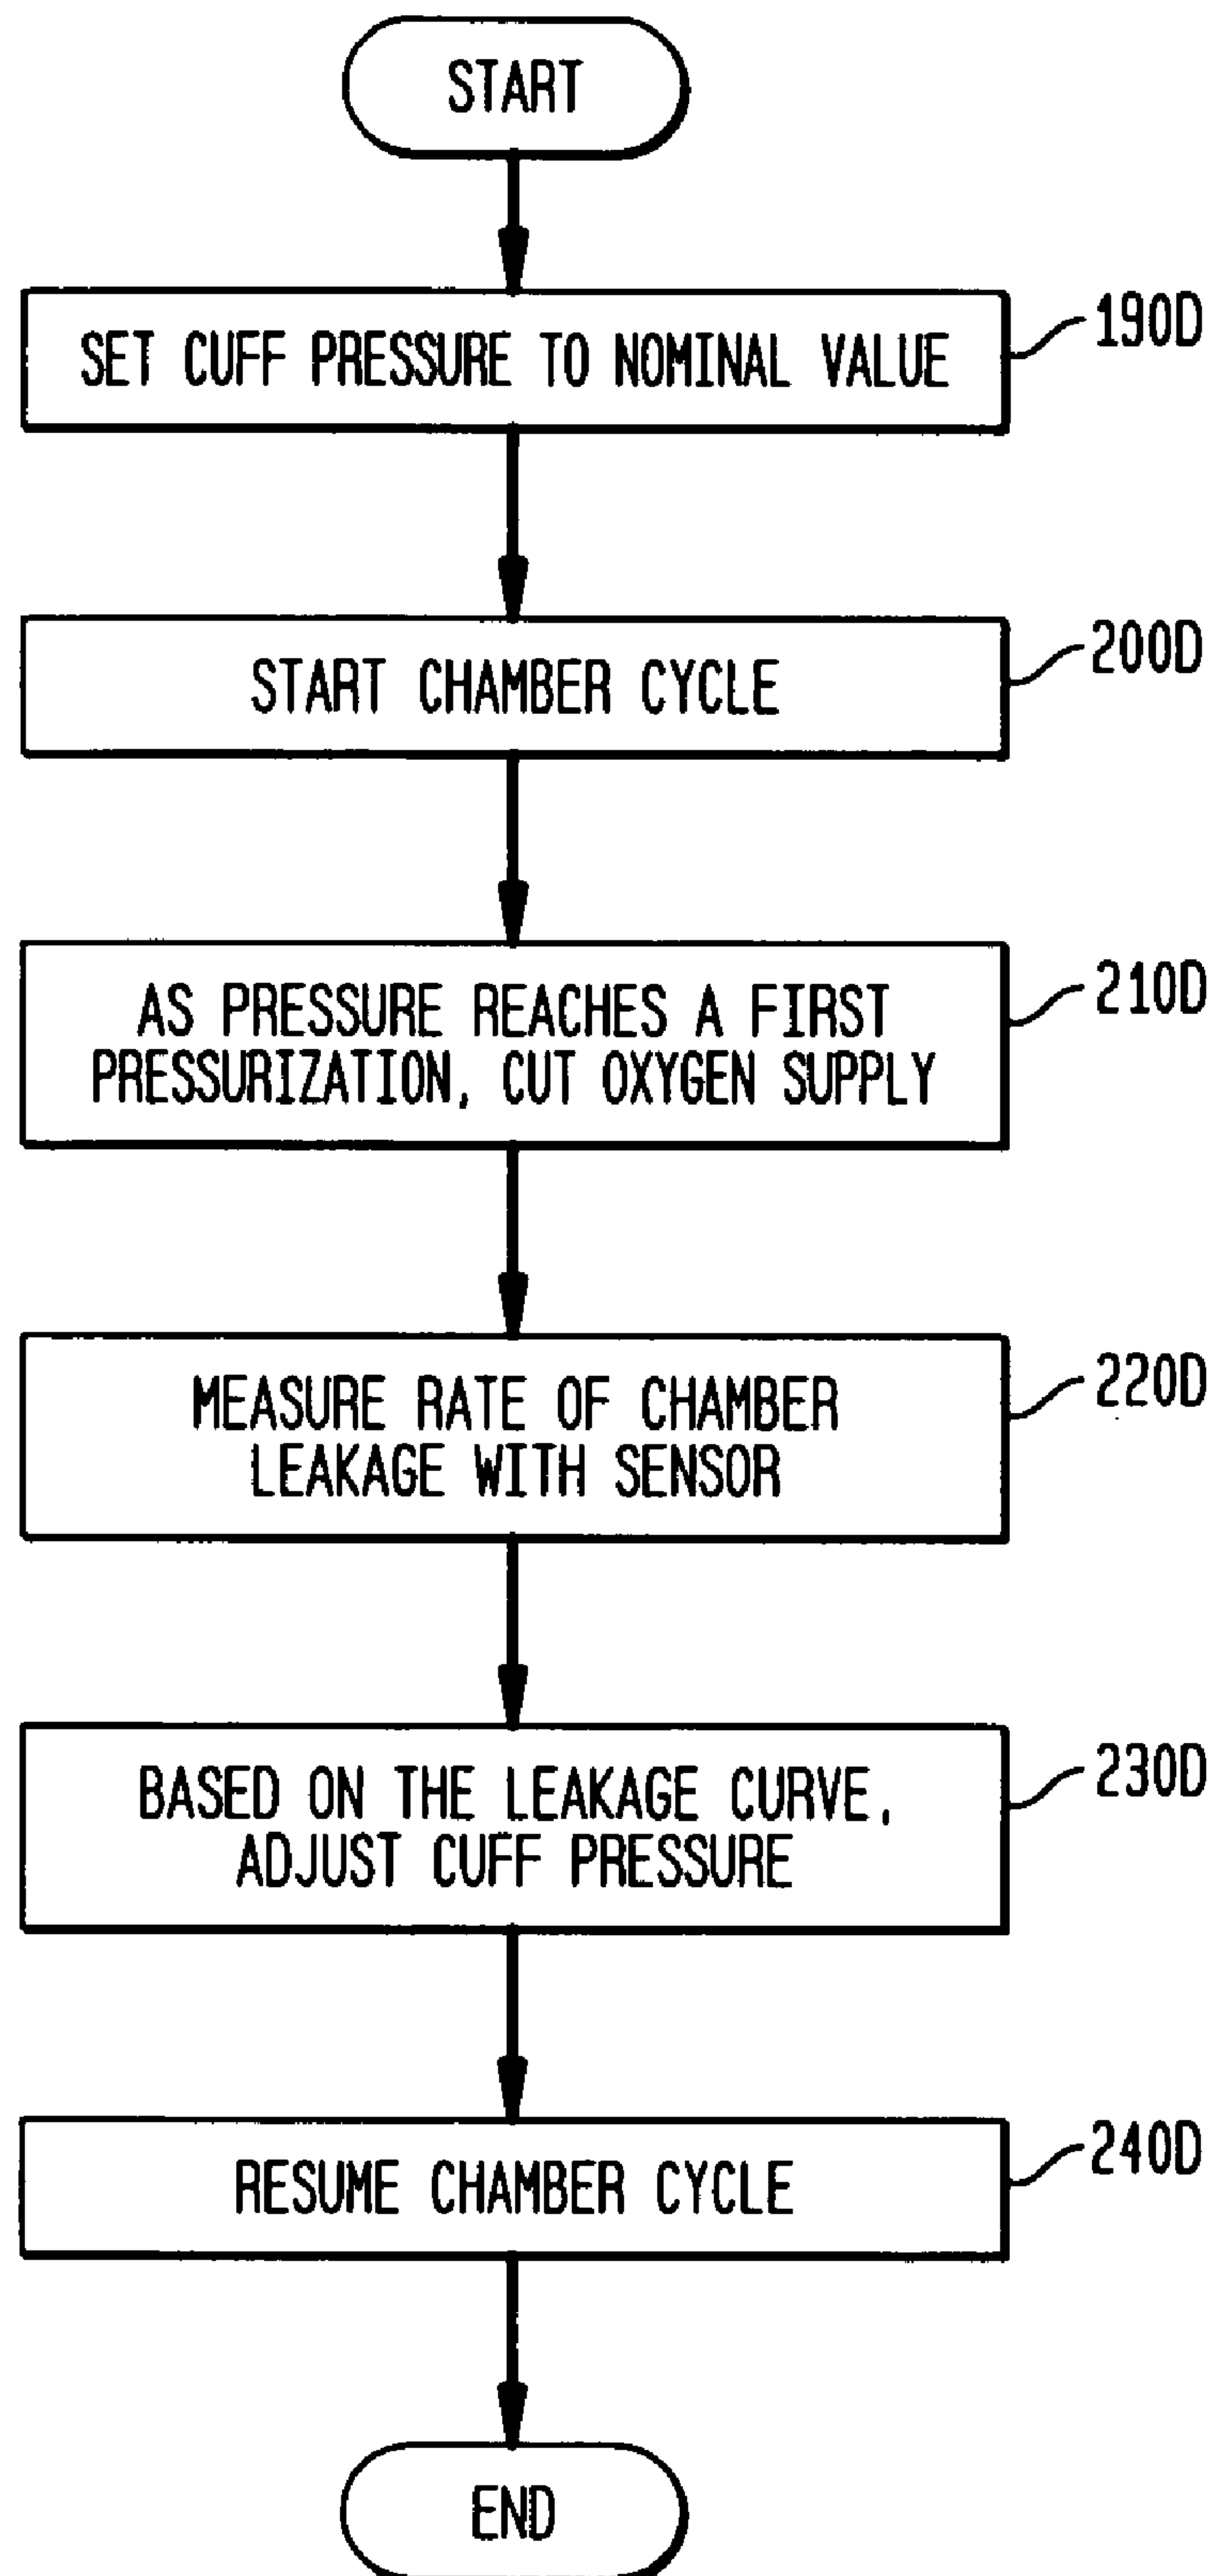 START
SET CUFF PRESSURE TO NOMINAL VALUE
190D
START CHAMBER CYCLE
200D
AS PRESSURE REACHES A FIRST
PRESSURIZATION, CUT OXYGEN SUPPLY
210D
MEASURE RATE OF CHAMBER
LEAKAGE WITH SENSOR
220D
BASED ON THE LEAKAGE CURVE,
ADJUST CUFF PRESSURE
230D
RESUME CHAMBER CYCLE
240D
END